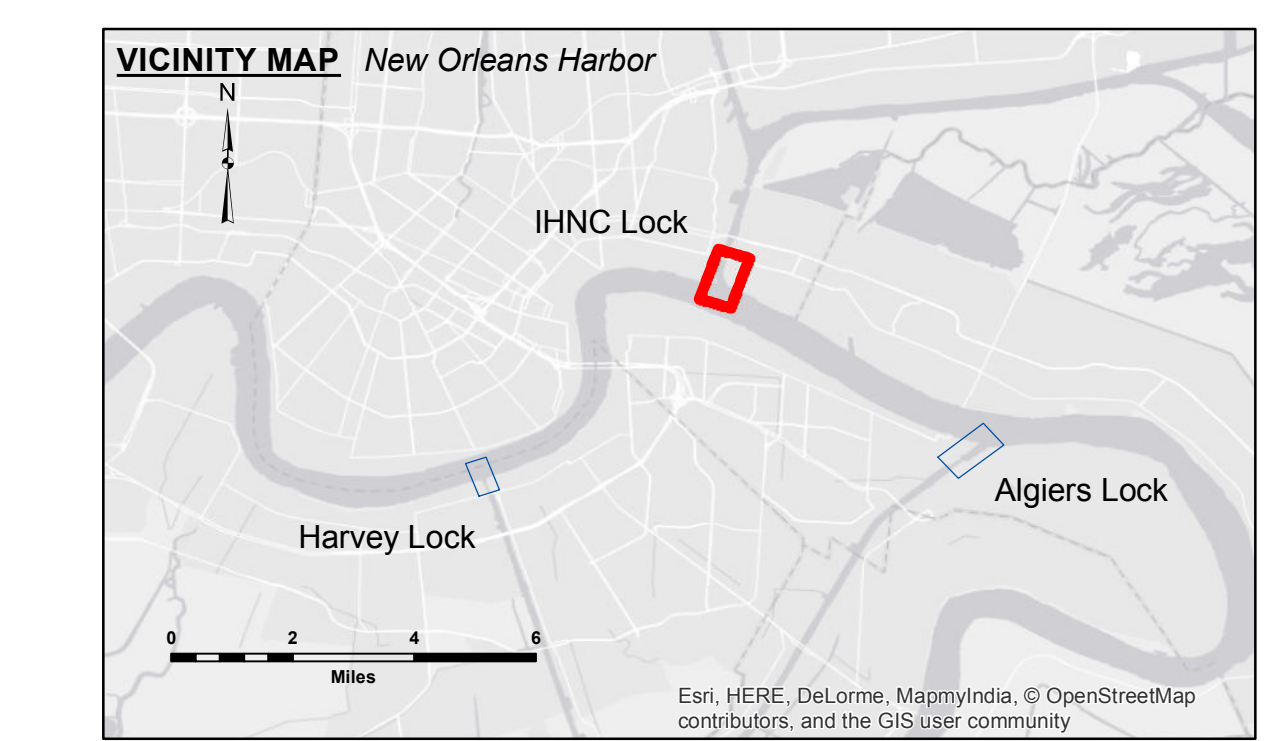 VICINITY MAP New Orleans Harbor
N
IHNC Lock
Algiers Lock
Harvey Lock
0 2 4 6
Miles
Esri, HERE, DeLorme, MapmyIndia, © OpenStreetMap
contributors, and the GIS user community